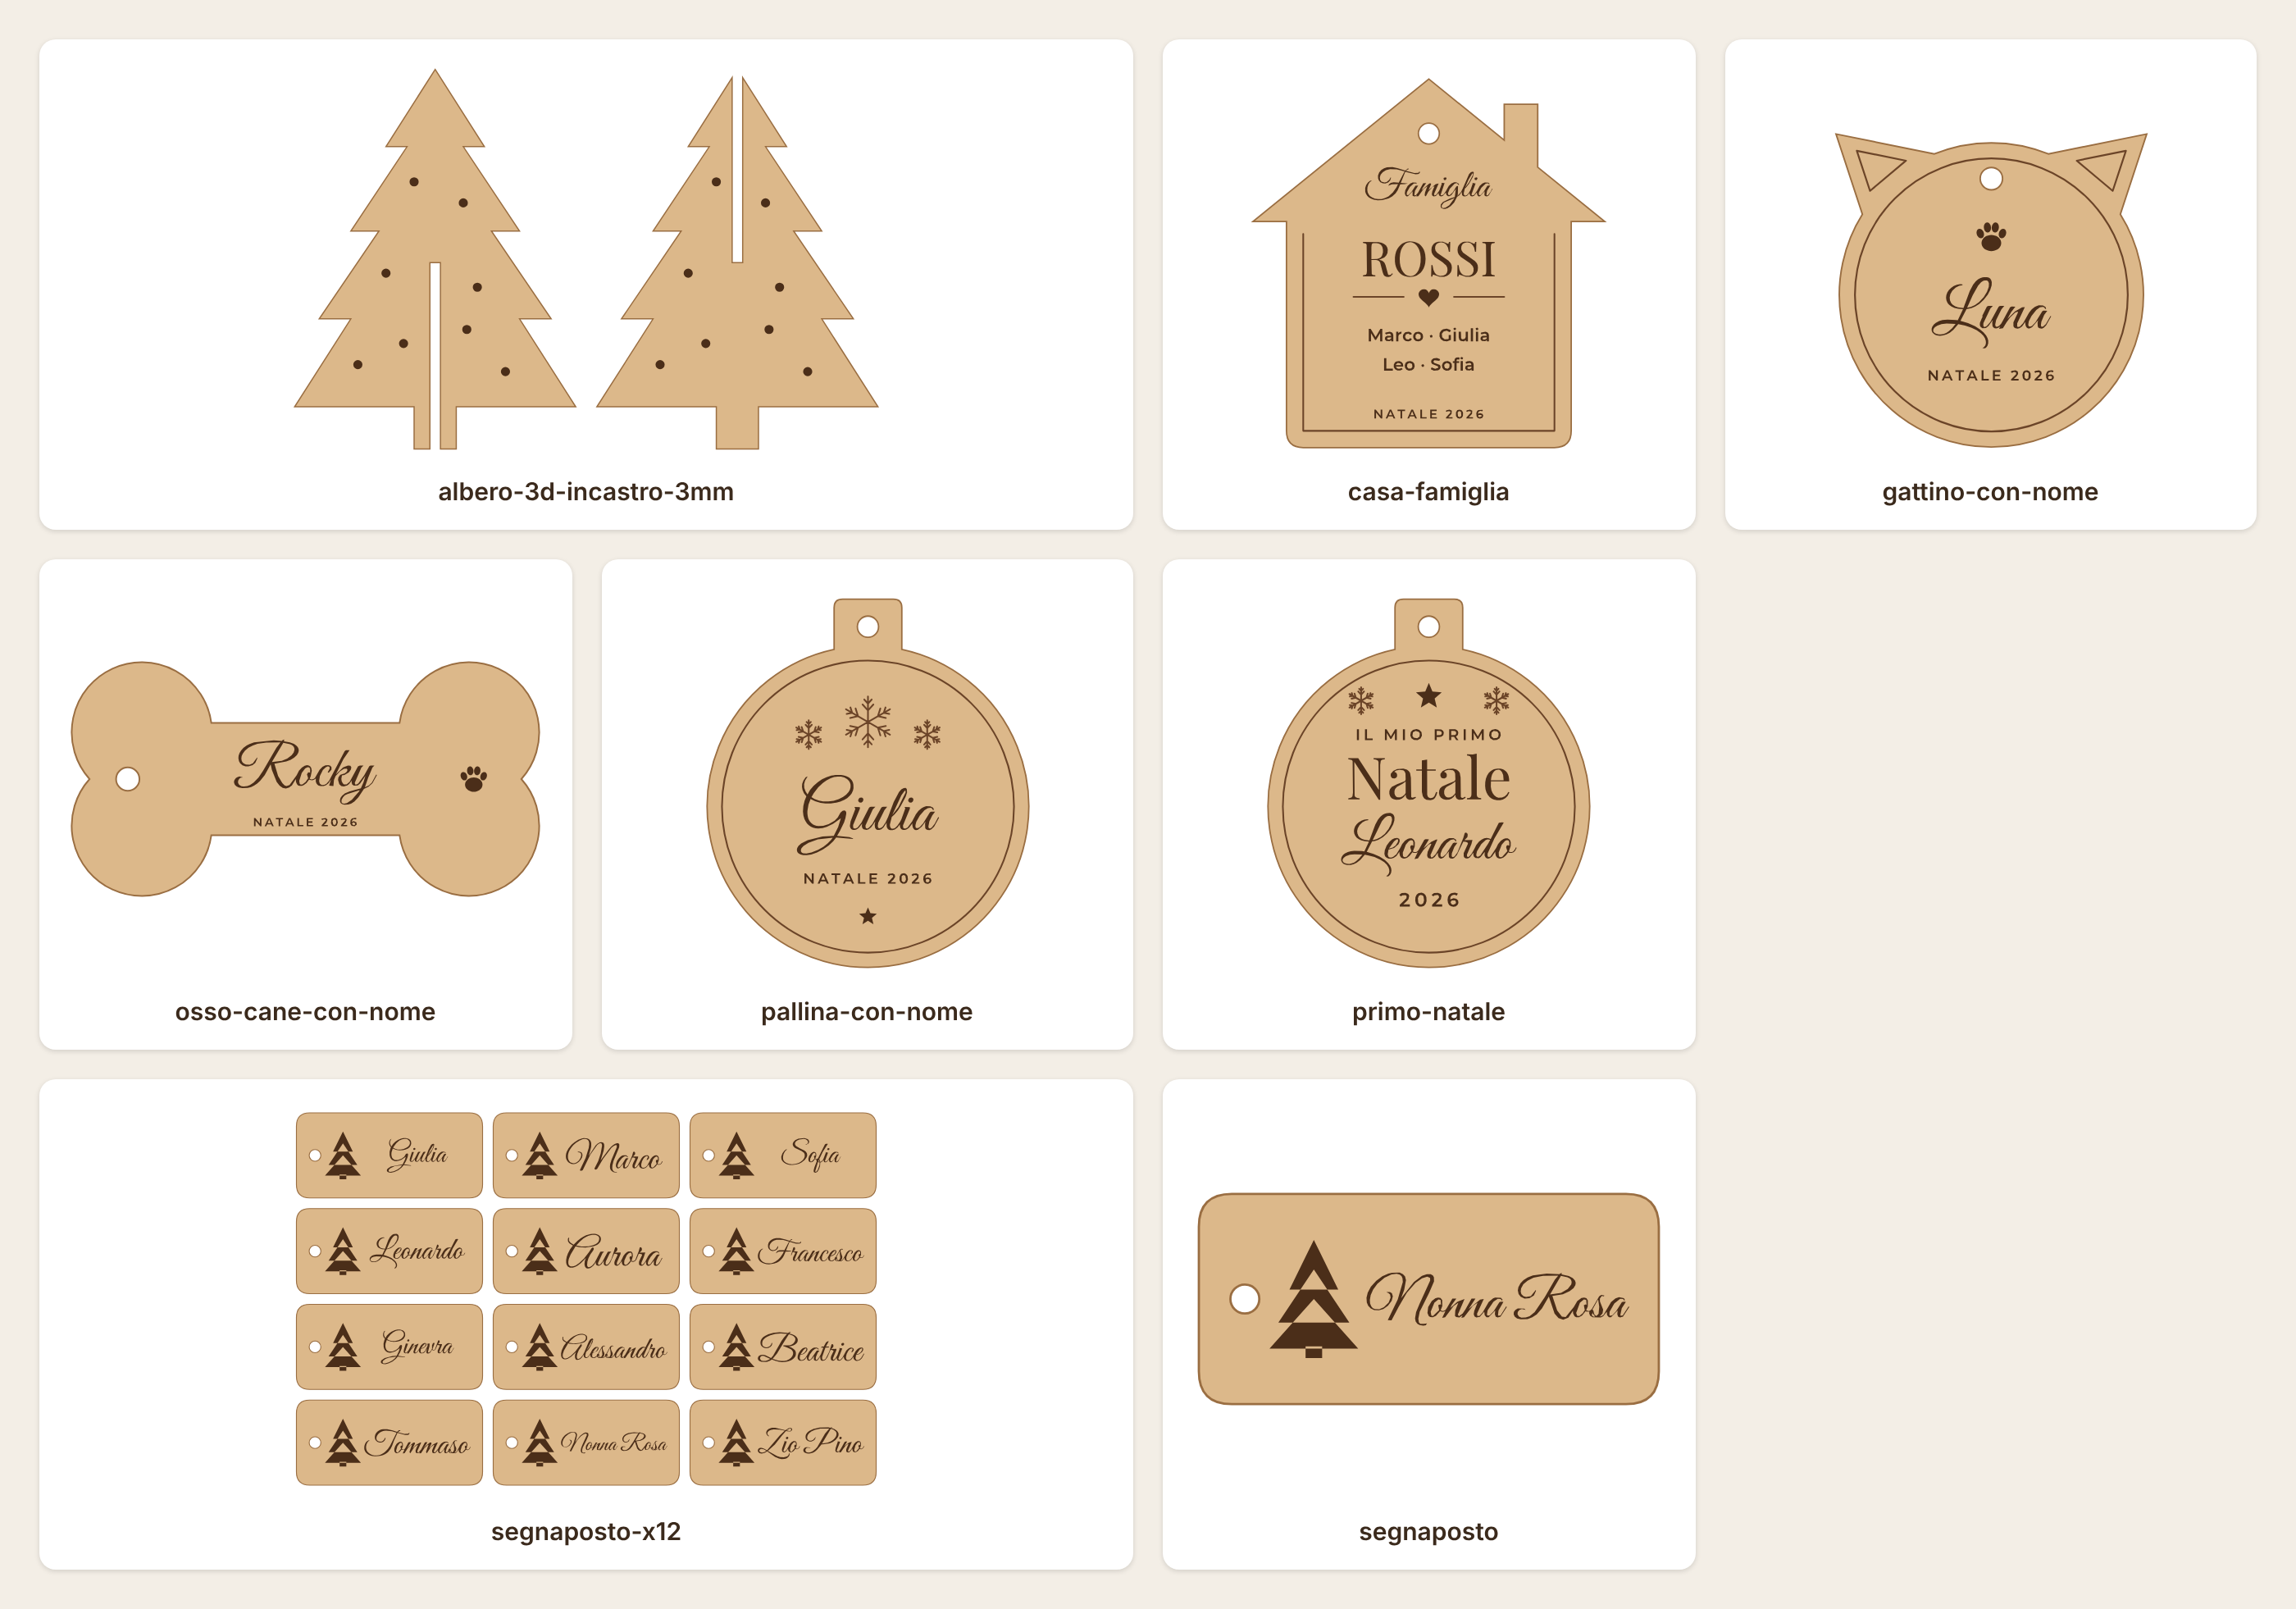 albero-3d-incastro-3mm
Famiglia
ROSSI
Marco · Giulia
Leo · Sofia
NATALE 2026
casa-famiglia
Luna
NATALE 2026
gattino-con-nome
Rocky
NATALE 2026
osso-cane-con-nome
Giulia
NATALE 2026
pallina-con-nome
IL MIO PRIMO
Natale
Leonardo
2026
primo-natale
Giulia
Marco
Sofia
Leonardo
Aurora
Francesco
Ginevra
Alessandro
Beatrice
Tommaso
Nonna Rosa
Zio Pino
segnaposto-x12
Nonna Rosa
segnaposto